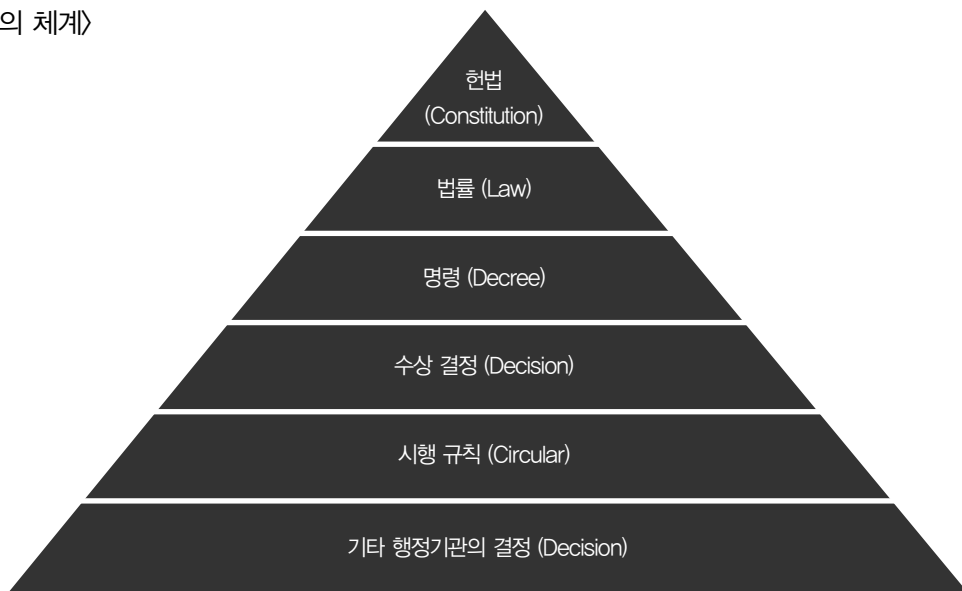 의 체계〉
헌법
(Constitution)
법률 (Law)
명령 (Decree)
수상 결정 (Decision)
시행 규칙 (Circular)
기타 행정기관의 결정 (Decision)